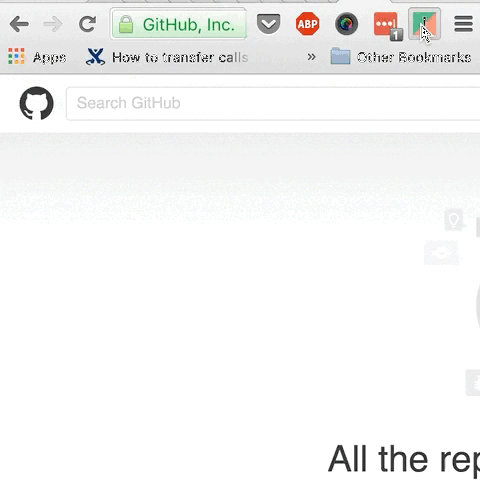 GitHub, Inc.
ABP
1
Apps
How to transfer calls
»
Other Bookmarks
Search GitHub
All the rep